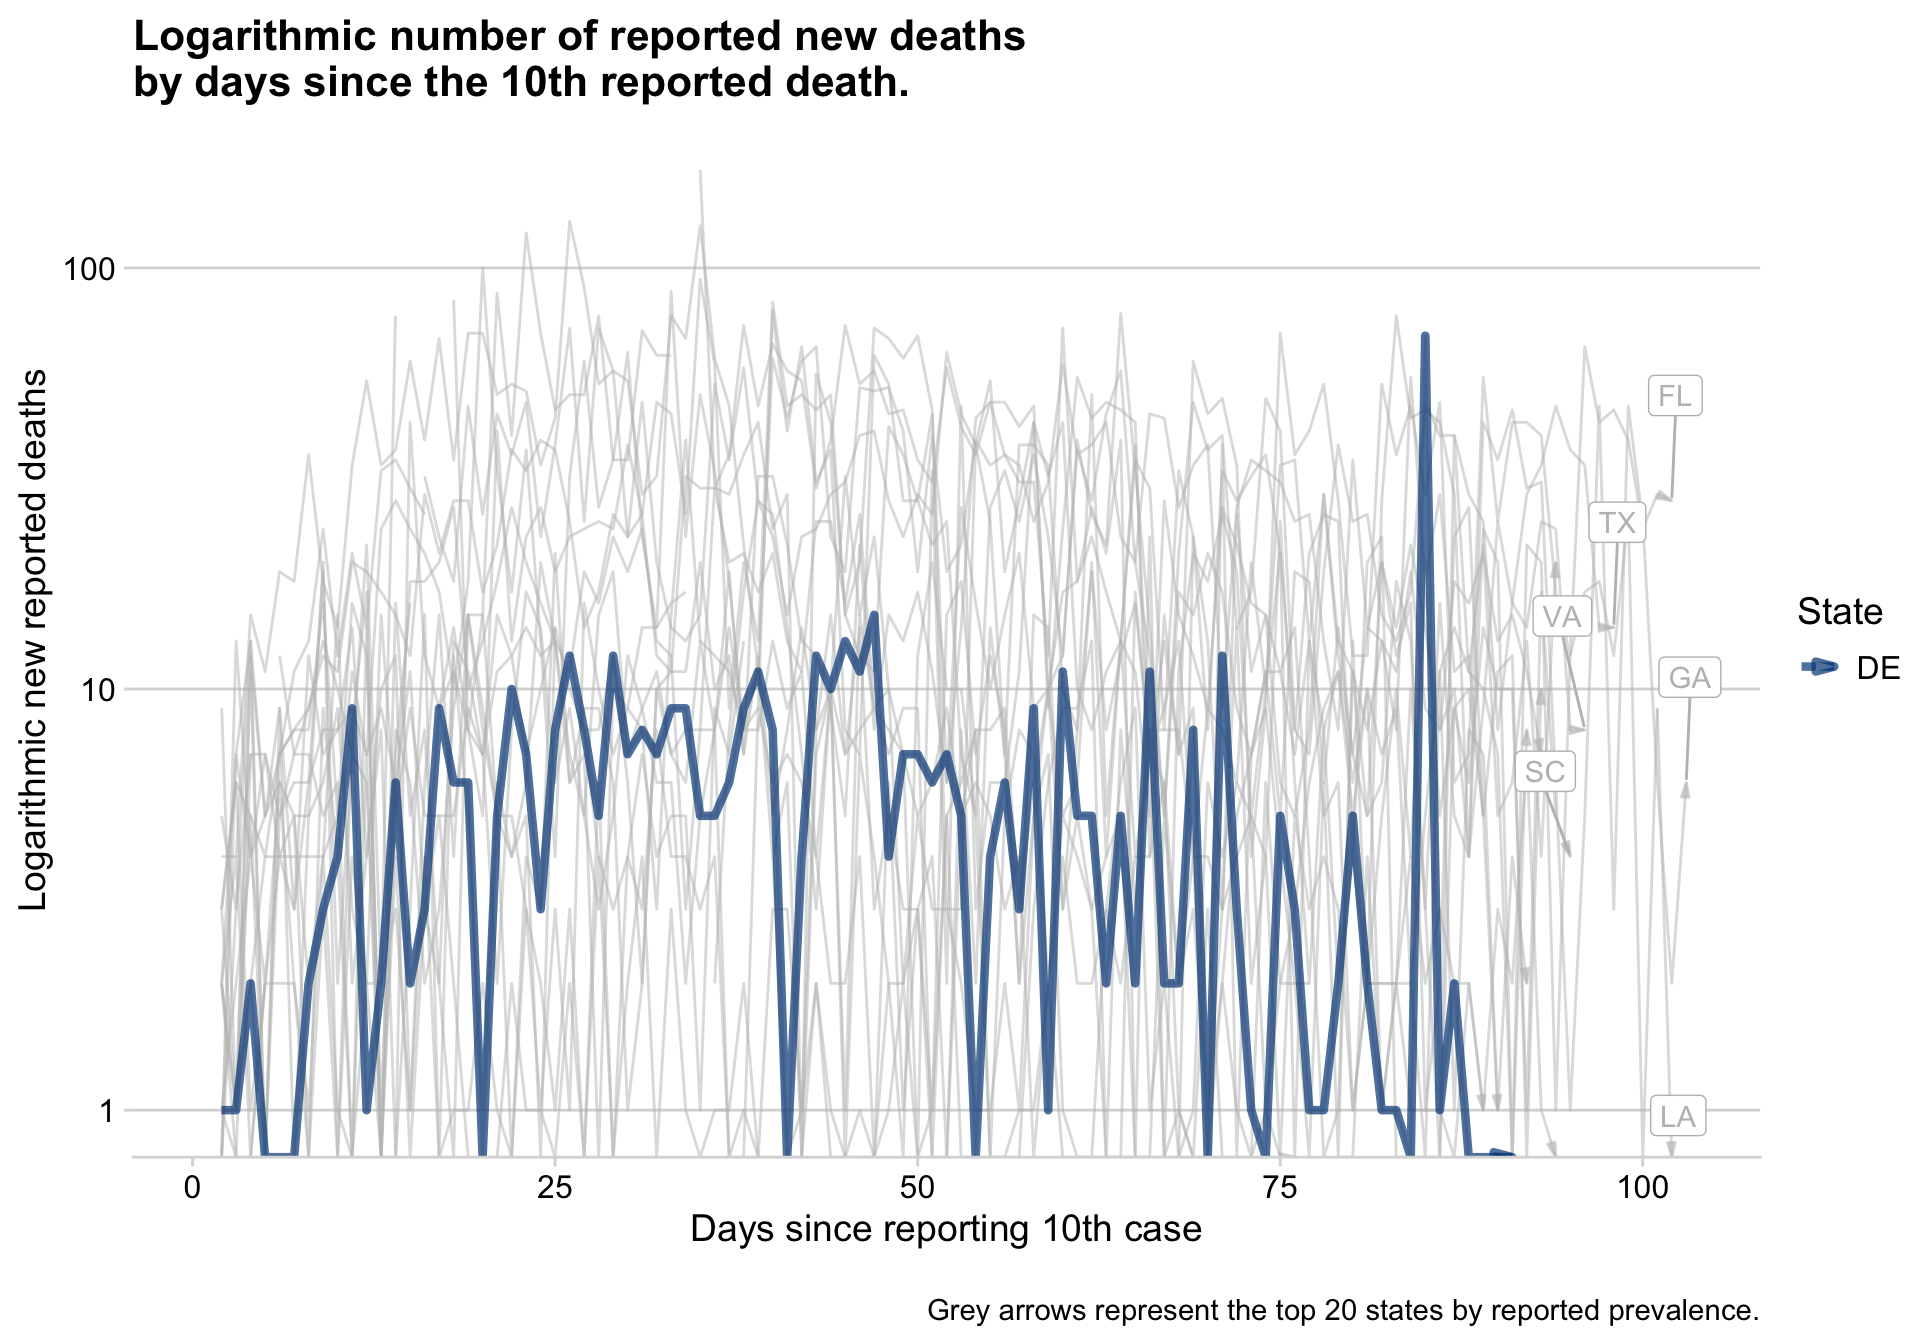 Logarithmic number of reported new deaths
by days since the 10th reported death.
Logarithmic new reported deaths
100
10
1
FL
TX
VA
GA
SC
LA
State
DE
0 25 50 75 100
Days since reporting 10th case
Grey arrows represent the top 20 states by reported prevalence.